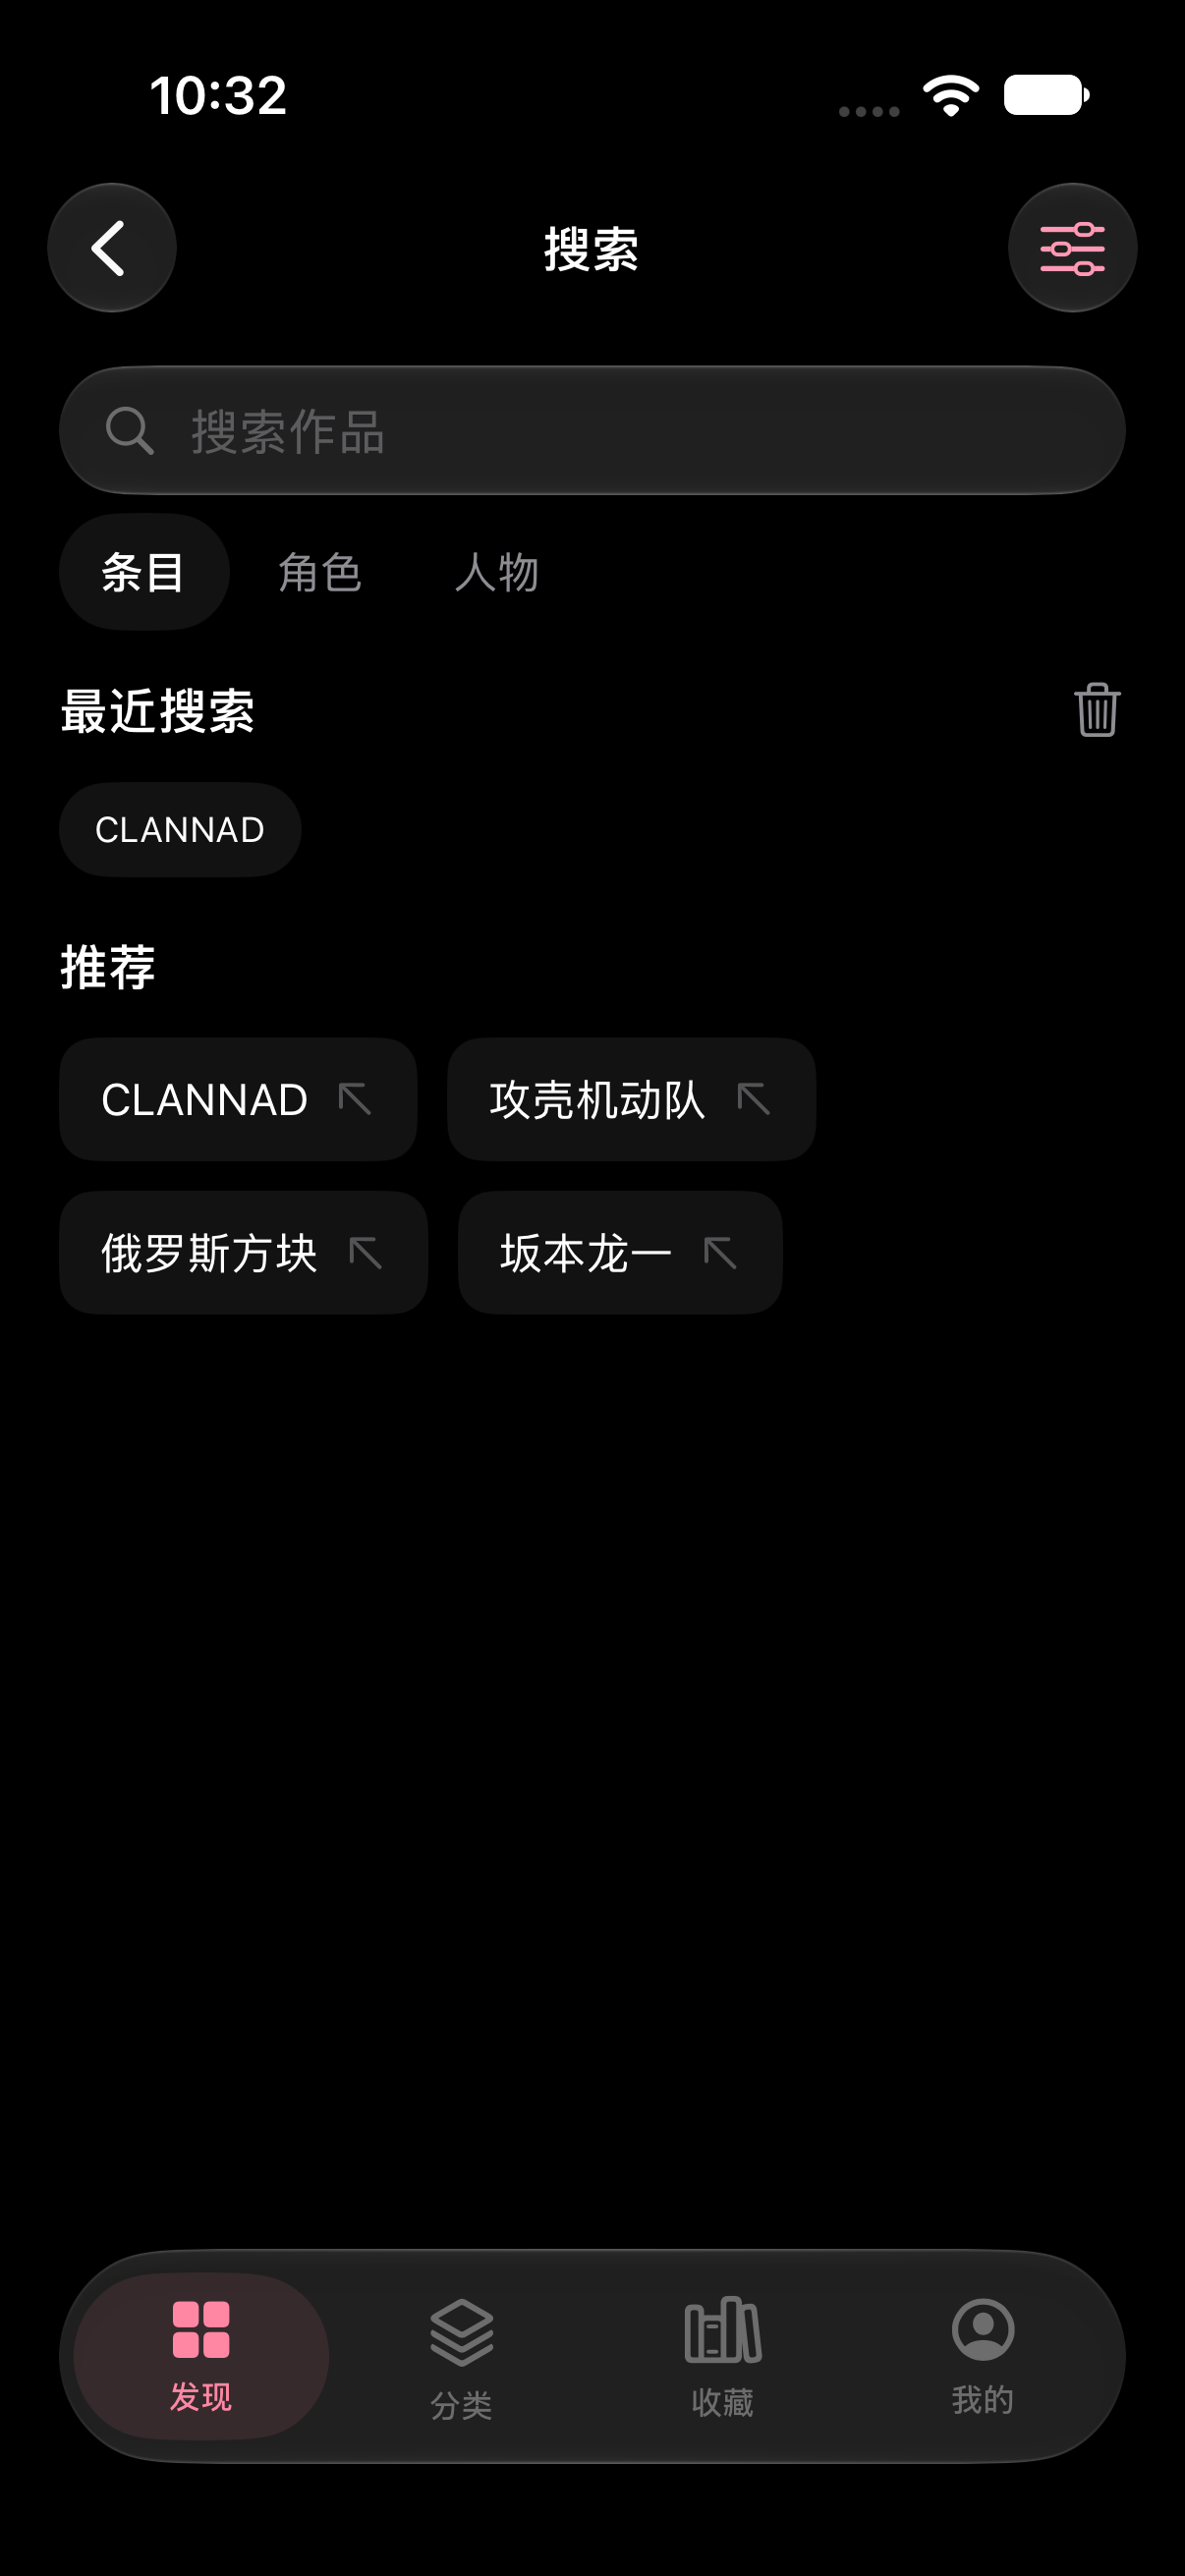 10:32
搜索
搜索作品
条目 角色 人物
最近搜索
CLANNAD
推荐
CLANNAD 攻壳机动队
俄罗斯方块 坂本龙一
发现 分类 收藏 我的